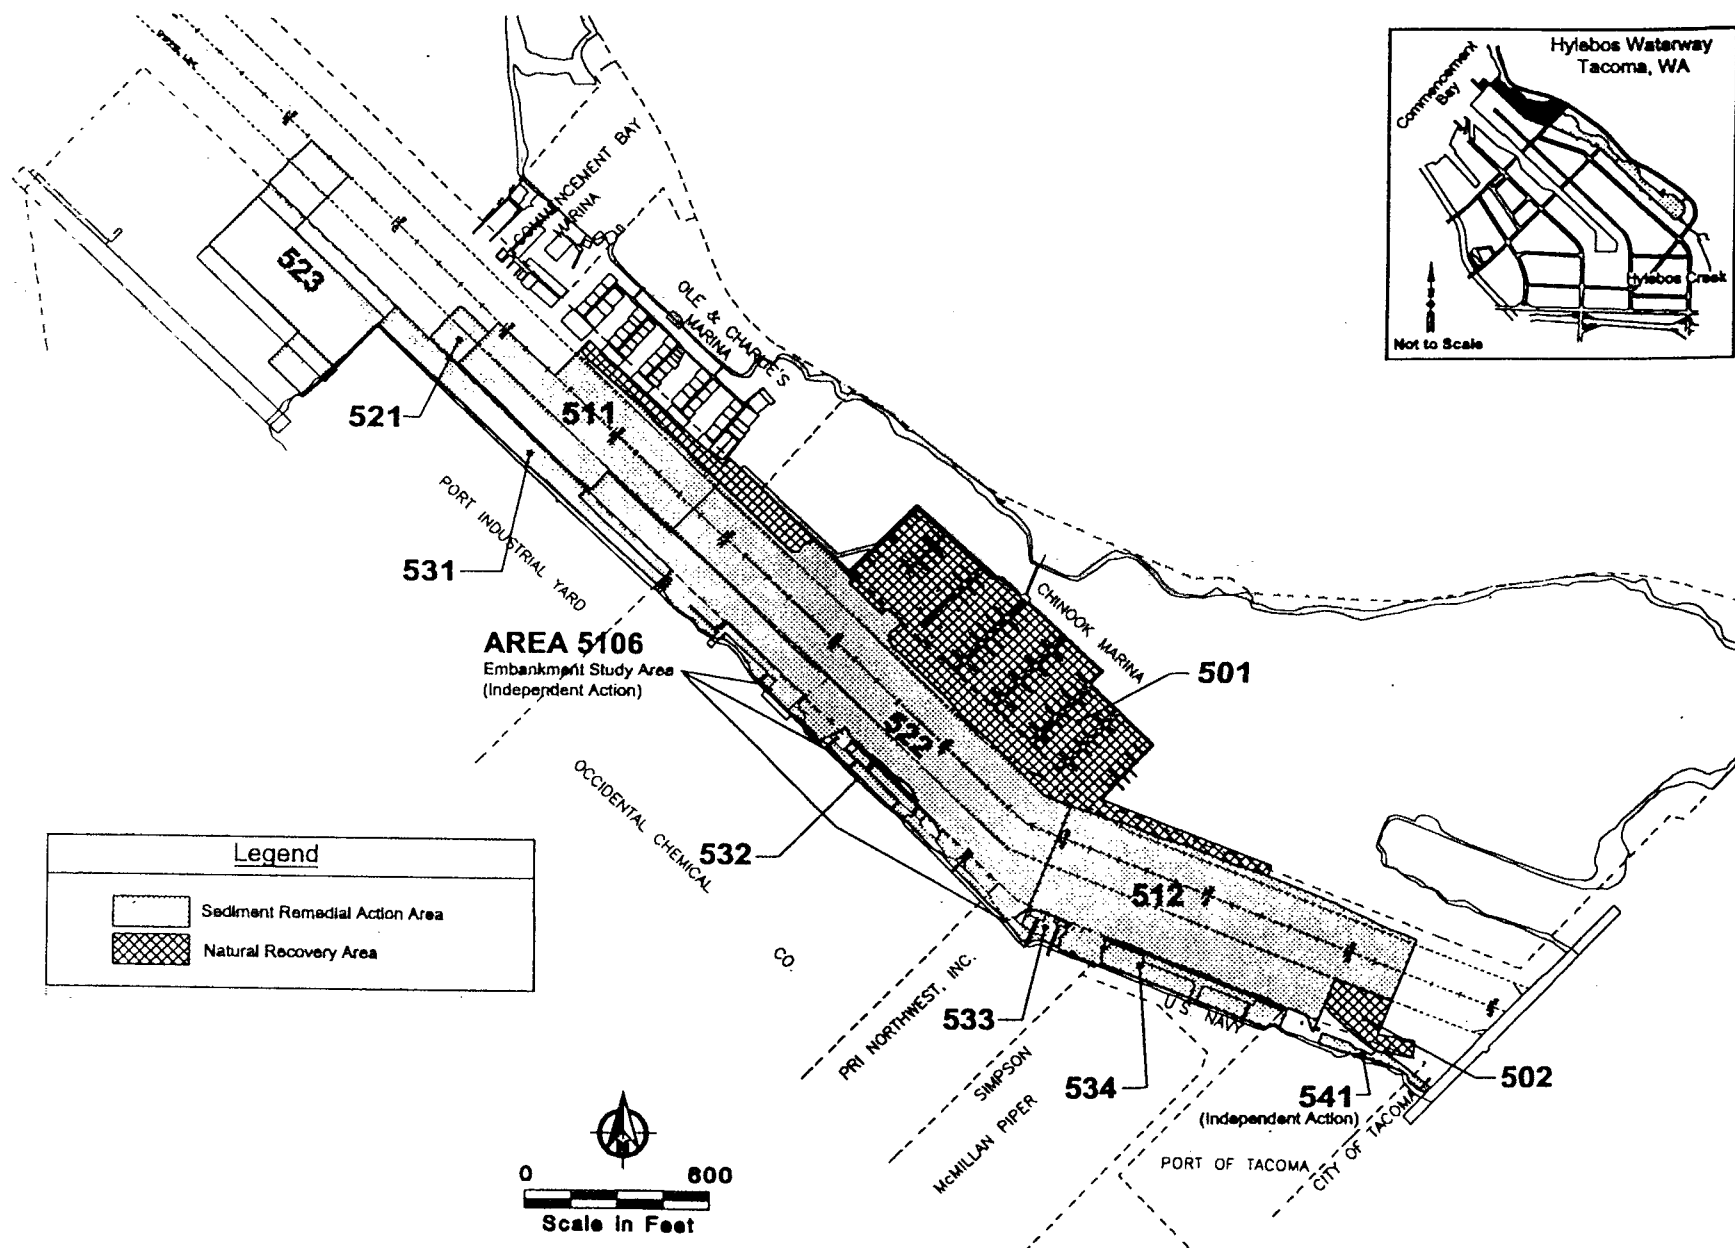 Hylebos Waterway
Tacoma, WA
Commencement
Bay
Hylebos Creek
Not to Scale
COMMENCEMENT BAY
MARINA
OLE & CHARLIE'S
MARINA
523
521
511
531
PORT INDUSTRIAL YARD
AREA 5106
Embankment Study Area
(Independent Action)
CHINOOK MARINA
501
522
OCCIDENTAL CHEMICAL
CO.
532
512
Legend
Sediment Remedial Action Area
Natural Recovery Area
533
PRI NORTHWEST, INC.
SIMPSON
McMILLAN PIPER
534
U.S. NAVY
541
(Independent Action)
502
PORT OF TACOMA
CITY OF TACOMA
N
0 600
Scale in Feet